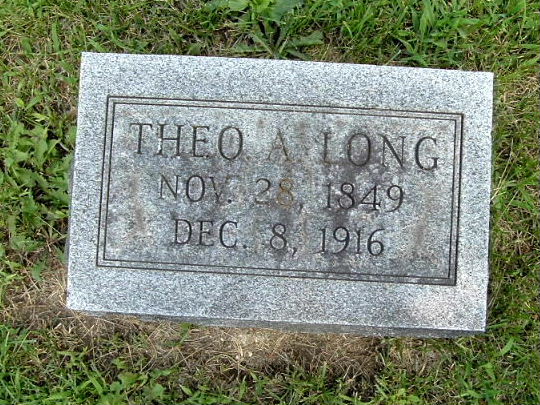 THEO. A. LONG
NOV. 28, 1849
DEC. 8, 1916